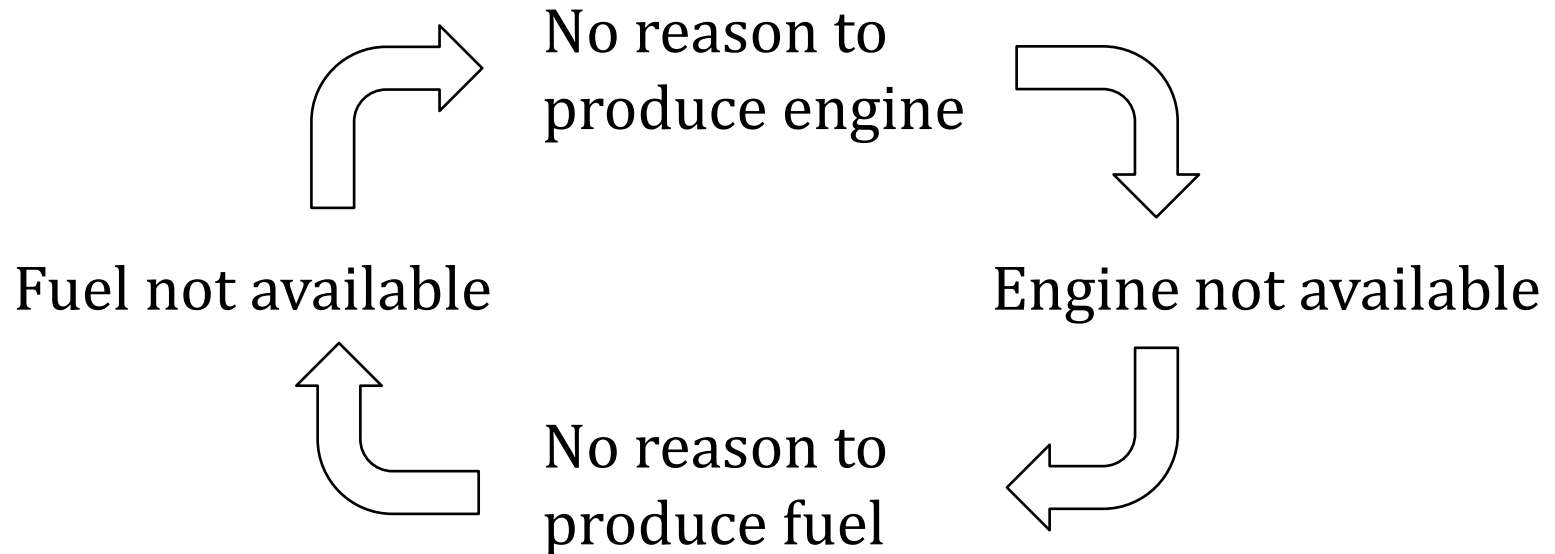 No reason to
produce engine
Fuel not available
Engine not available
No reason to
produce fuel